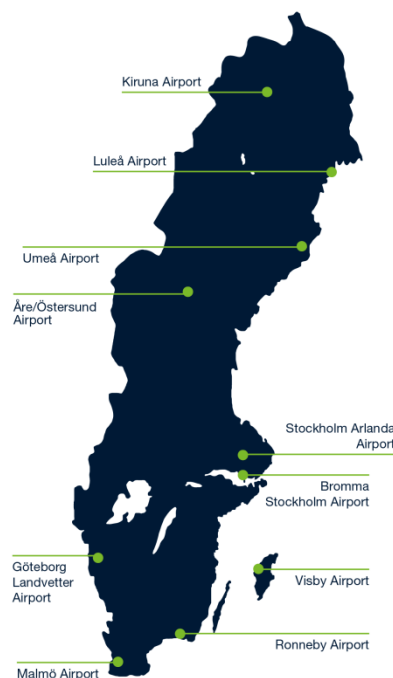 Kiruna Airport
Luleå Airport
Umeå Airport
Åre/Östersund
Airport
Stockholm Arlanda
Airport
Bromma
Stockholm Airport
Göteborg
Landvetter
Airport
Visby Airport
Ronneby Airport
Malmö Airport